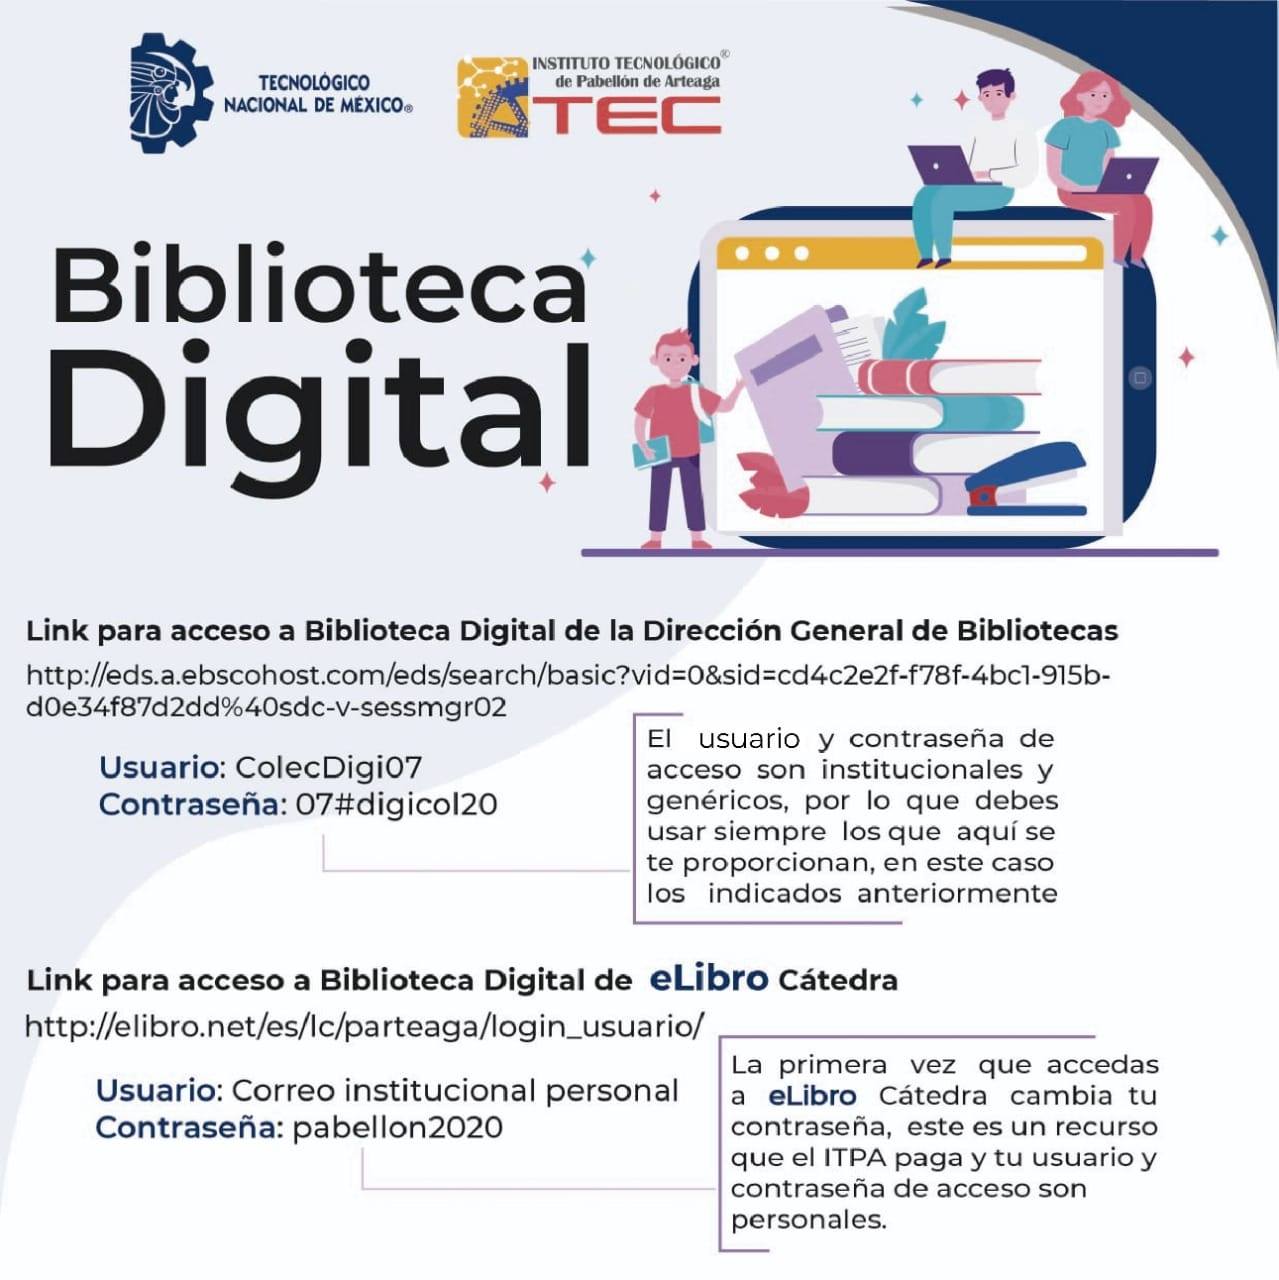 TECNOLÓGICO
NACIONAL DE MÉXICO®
INSTITUTO TECNOLÓGICO®
de Pabellón de Arteaga
TEC
Biblioteca
Digital
Link para acceso a Biblioteca Digital de la Dirección General de Bibliotecas
http://eds.a.ebscohost.com/eds/search/basic?vid=0&sid=cd4c2e2f-f78f-4bc1-915b-
d0e34f87d2dd%40sdc-v-sessmgr02
Usuario: ColecDigi07
Contraseña: 07#digicol20
El usuario y contraseña de
acceso son institucionales y
genéricos, por lo que debes
usar siempre los que aquí se
te proporcionan, en este caso
los indicados anteriormente
Link para acceso a Biblioteca Digital de eLibro Cátedra
http://elibro.net/es/lc/parteaga/login_usuario/
Usuario: Correo institucional personal
Contraseña: pabellon2020
La primera vez que accedas
a eLibro Cátedra cambia tu
contraseña, este es un recurso
que el ITPA paga y tu usuario y
contraseña de acceso son
personales.